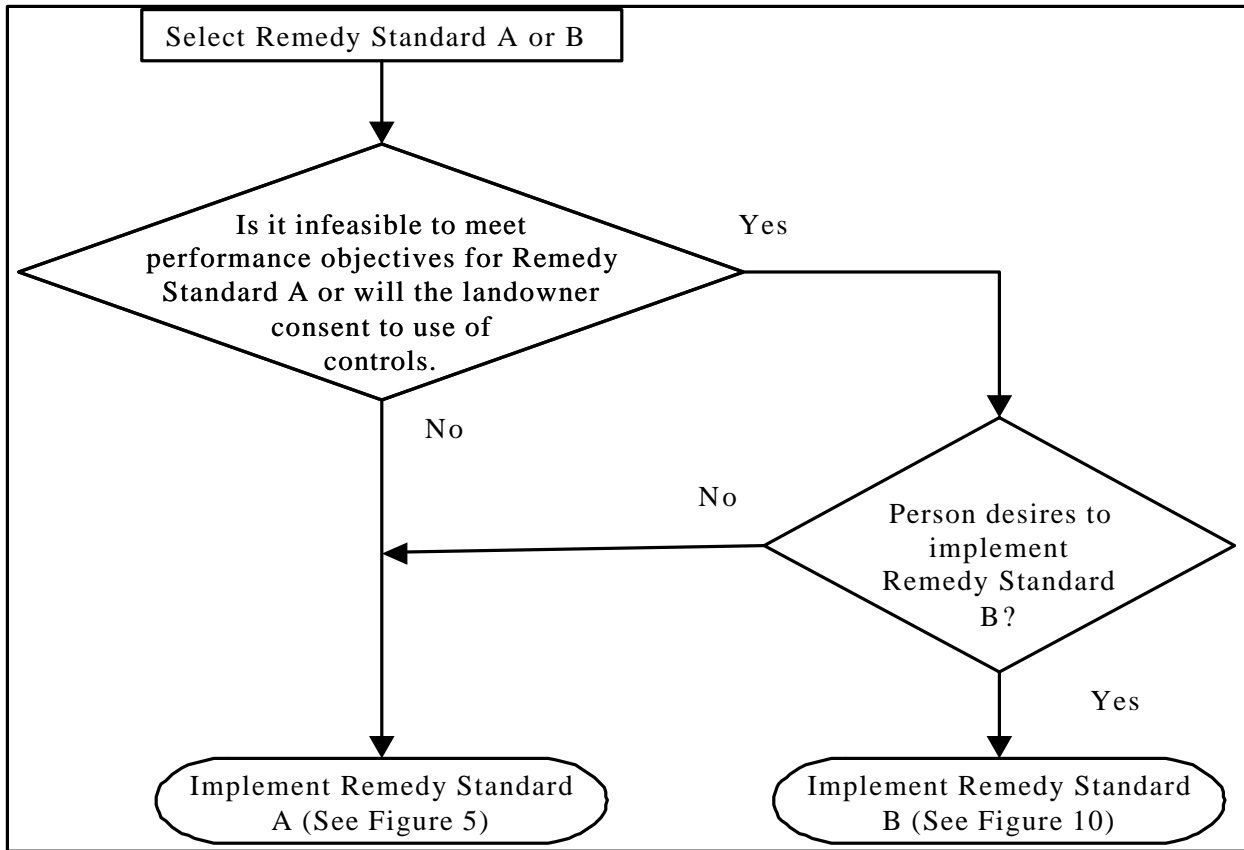 Select Remedy Standard A or B
Is it infeasible to meet
performance objectives for Remedy
Standard A or will the landowner
consent to use of
controls.
Yes
No
No
Person desires to
implement
Remedy Standard
B?
Yes
Implement Remedy Standard
A (See Figure 5)
Implement Remedy Standard
B (See Figure 10)